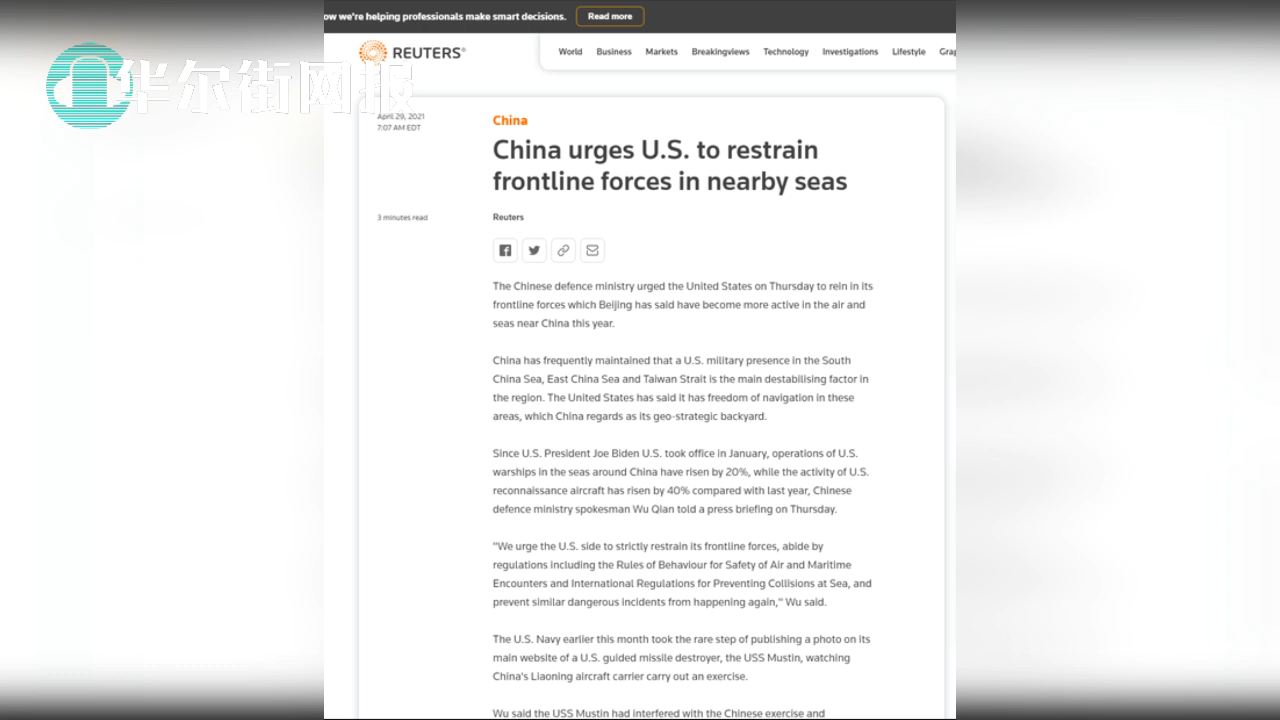 ow we're helping professionals make smart decisions. Read more
REUTERS®
World Business Markets Breakingviews Technology Investigations Lifestyle Grap
华尔街网报
April 29, 2021
7:07 AM EDT
China
China urges U.S. to restrain
frontline forces in nearby seas
3 minutes read
Reuters
The Chinese defence ministry urged the United States on Thursday to rein in its
frontline forces which Beijing has said have become more active in the air and
seas near China this year.
China has frequently maintained that a U.S. military presence in the South
China Sea, East China Sea and Taiwan Strait is the main destabilising factor in
the region. The United States has said it has freedom of navigation in these
areas, which China regards as its geo-strategic backyard.
Since U.S. President Joe Biden U.S. took office in January, operations of U.S.
warships in the seas around China have risen by 20%, while the activity of U.S.
reconnaissance aircraft has risen by 40% compared with last year, Chinese
defence ministry spokesman Wu Qian told a press briefing on Thursday.
"We urge the U.S. side to strictly restrain its frontline forces, abide by
regulations including the Rules of Behaviour for Safety of Air and Maritime
Encounters and International Regulations for Preventing Collisions at Sea, and
prevent similar dangerous incidents from happening again," Wu said.
The U.S. Navy earlier this month took the rare step of publishing a photo on its
main website of a U.S. guided missile destroyer, the USS Mustin, watching
China's Liaoning aircraft carrier carry out an exercise.
Wu said the USS Mustin had interfered with the Chinese exercise and